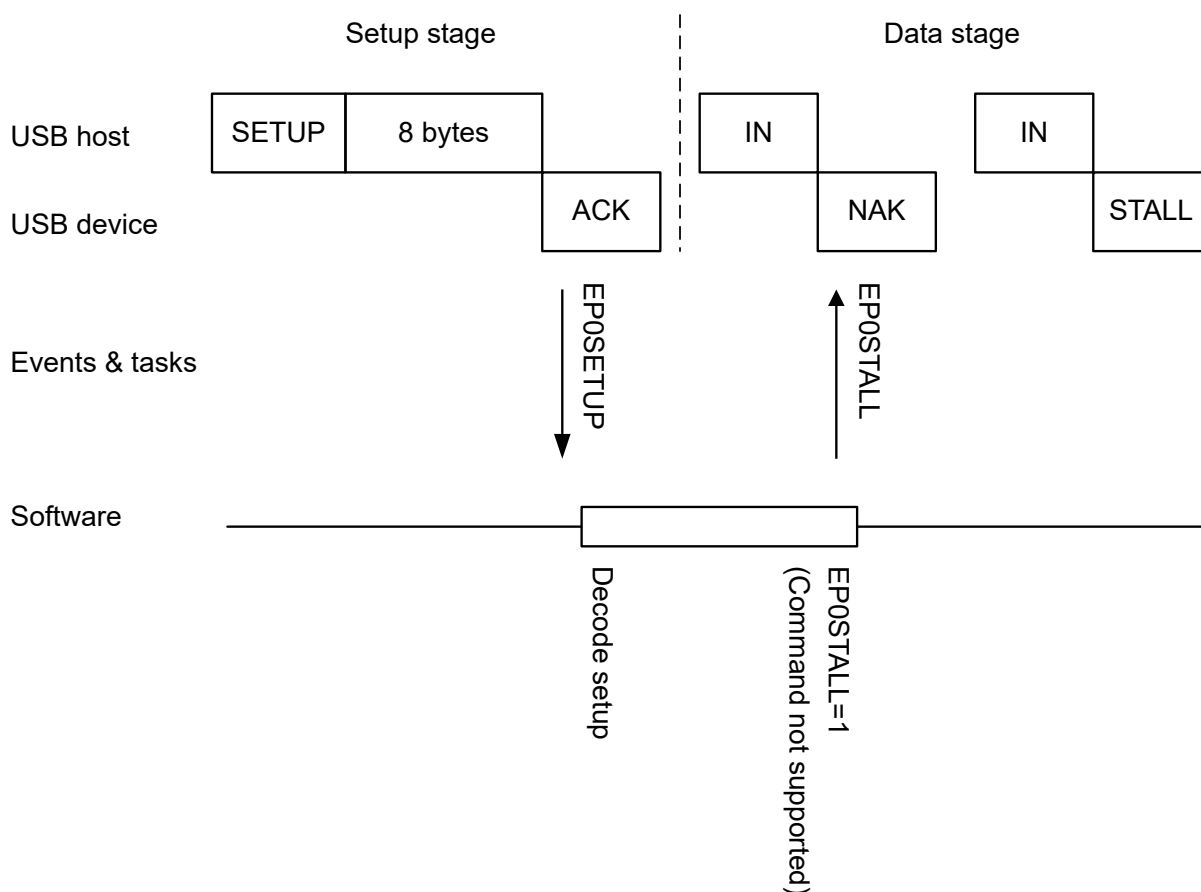 Setup stage
Data stage
USB host
SETUP
8 bytes
IN
IN
USB device
ACK
NAK
STALL
Events & tasks
EP0SETUP
EP0STALL
Software
Decode setup
EP0STALL=1
(Command not supported)